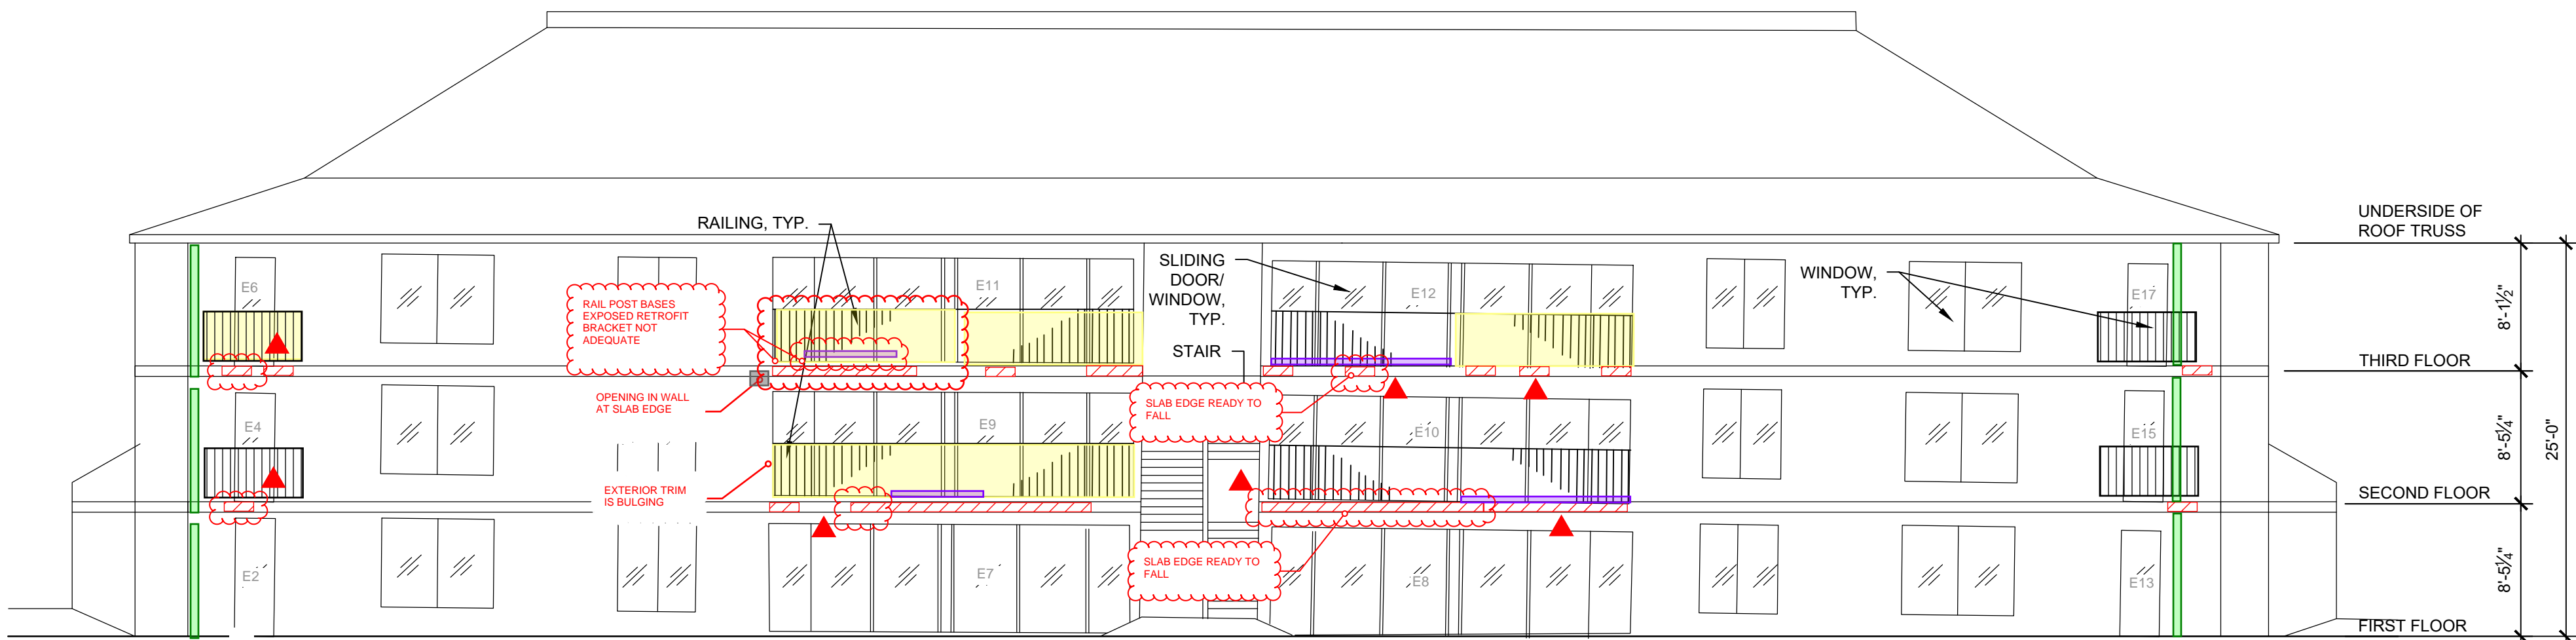 RAILING, TYP.
UNDERSIDE OF
ROOF TRUSS
SLIDING
DOOR/
WINDOW,
TYP.
WINDOW,
TYP.
E6
E11
E12
E17
RAIL POST BASES
EXPOSED RETROFIT
BRACKET NOT
ADEQUATE
8'-1½"
STAIR
THIRD FLOOR
OPENING IN WALL
AT SLAB EDGE
SLAB EDGE READY TO
FALL
E4
E9
E10
E15
8'-5¼"
25'-0"
EXTERIOR TRIM
IS BULGING
SECOND FLOOR
SLAB EDGE READY TO
FALL
E2
E7
E8
E13
8'-5¼"
FIRST FLOOR